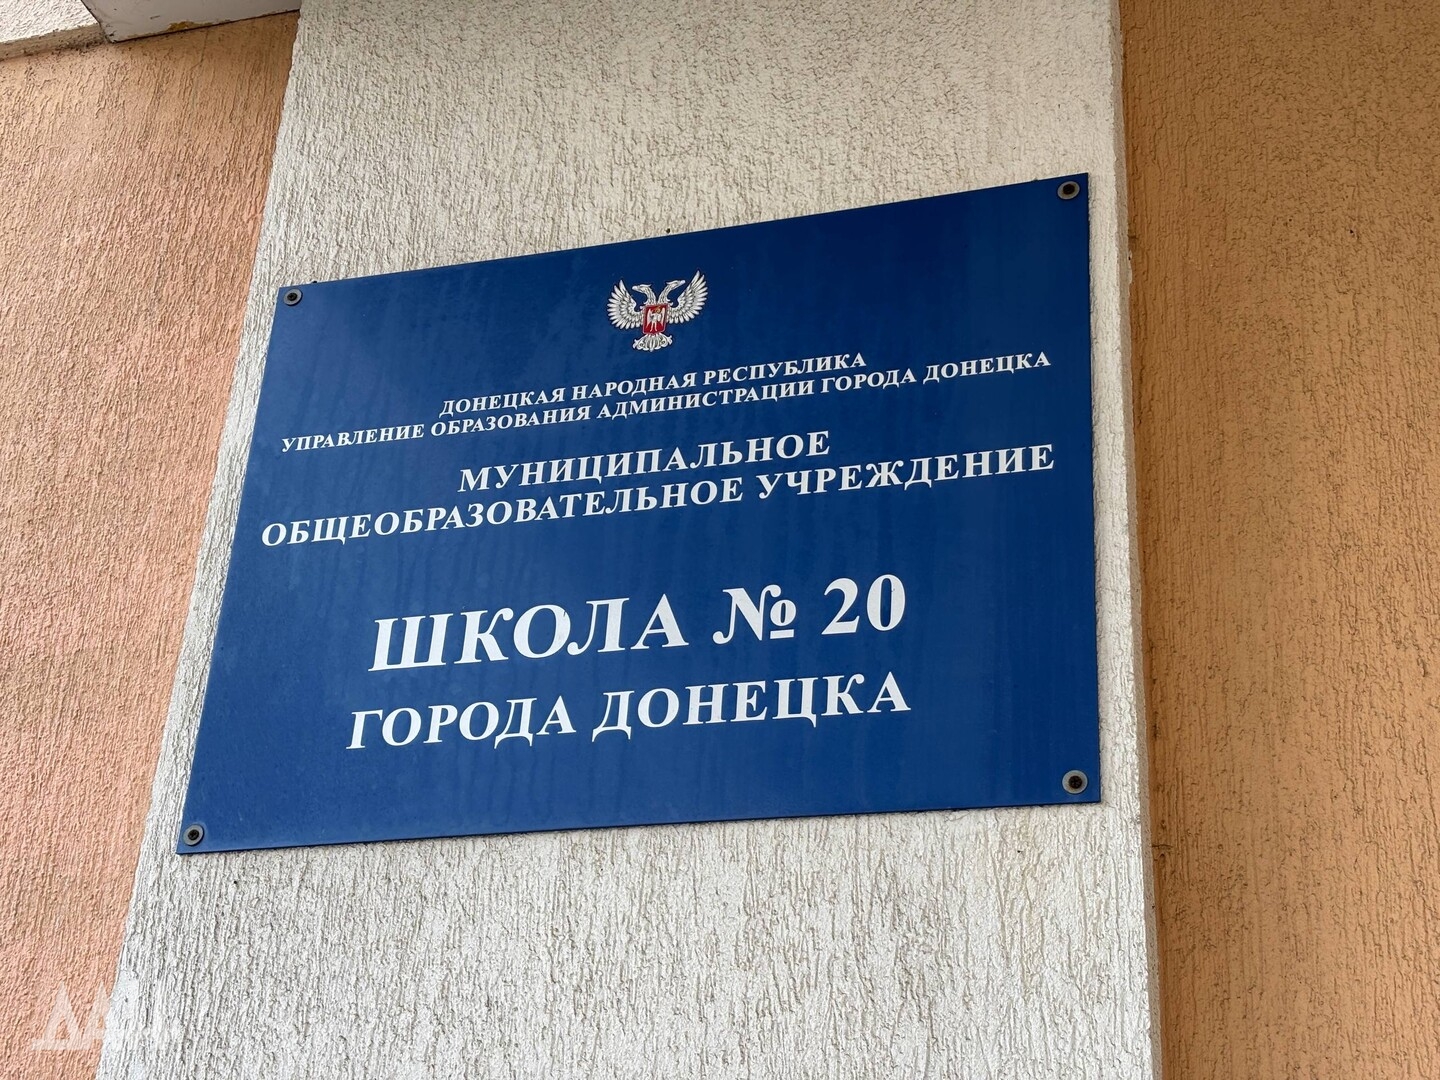 ДОНЕЦКАЯ НАРОДНАЯ РЕСПУБЛИКА
УПРАВЛЕНИЕ ОБРАЗОВАНИЯ АДМИНИСТРАЦИИ ГОРОДА ДОНЕЦКА
МУНИЦИПАЛЬНОЕ
ОБЩЕОБРАЗОВАТЕЛЬНОЕ УЧРЕЖДЕНИЕ
ШКОЛА № 20
ГОРОДА ДОНЕЦКА